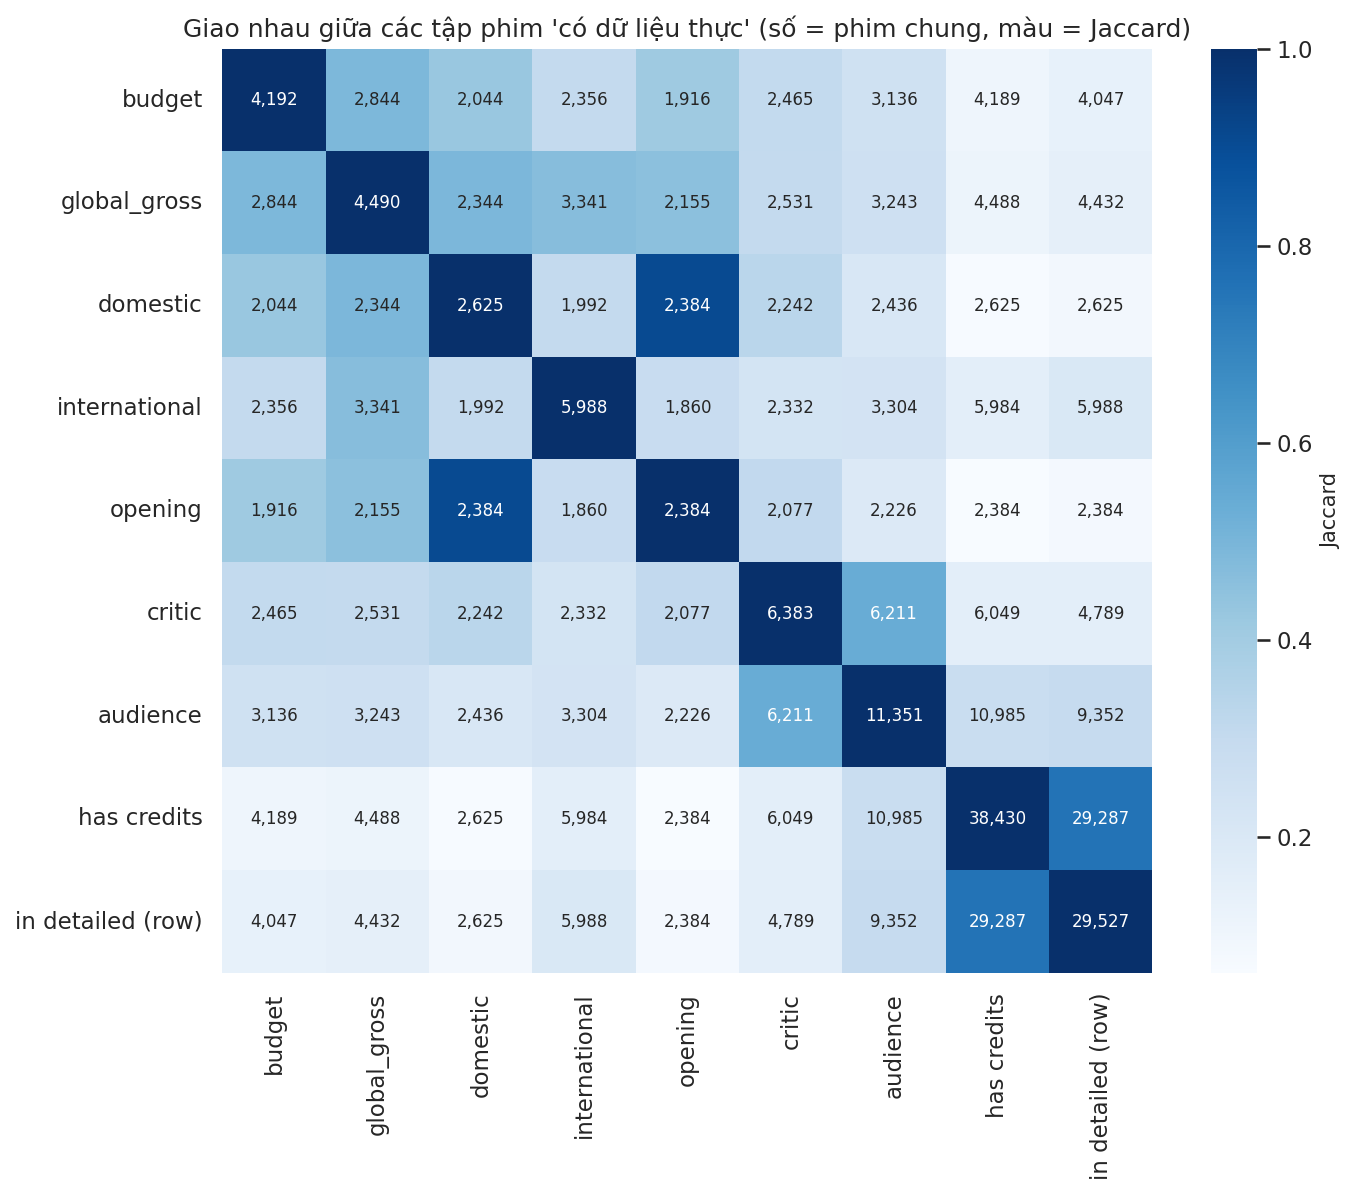 Giao nhau giữa các tập phim 'có dữ liệu thực' (số = phim chung, màu = Jaccard)
budget 4,192 2,844 2,044 2,356 1,916 2,465 3,136 4,189 4,047
global_gross 2,844 4,490 2,344 3,341 2,155 2,531 3,243 4,488 4,432
domestic 2,044 2,344 2,625 1,992 2,384 2,242 2,436 2,625 2,625
international 2,356 3,341 1,992 5,988 1,860 2,332 3,304 5,984 5,988
opening 1,916 2,155 2,384 1,860 2,384 2,077 2,226 2,384 2,384
critic 2,465 2,531 2,242 2,332 2,077 6,383 6,211 6,049 4,789
audience 3,136 3,243 2,436 3,304 2,226 6,211 11,351 10,985 9,352
has credits 4,189 4,488 2,625 5,984 2,384 6,049 10,985 38,430 29,287
in detailed (row) 4,047 4,432 2,625 5,988 2,384 4,789 9,352 29,287 29,527
budget
global_gross
domestic
international
opening
critic
audience
has credits
in detailed (row)
1.0
0.8
0.6
0.4
0.2
Jaccard